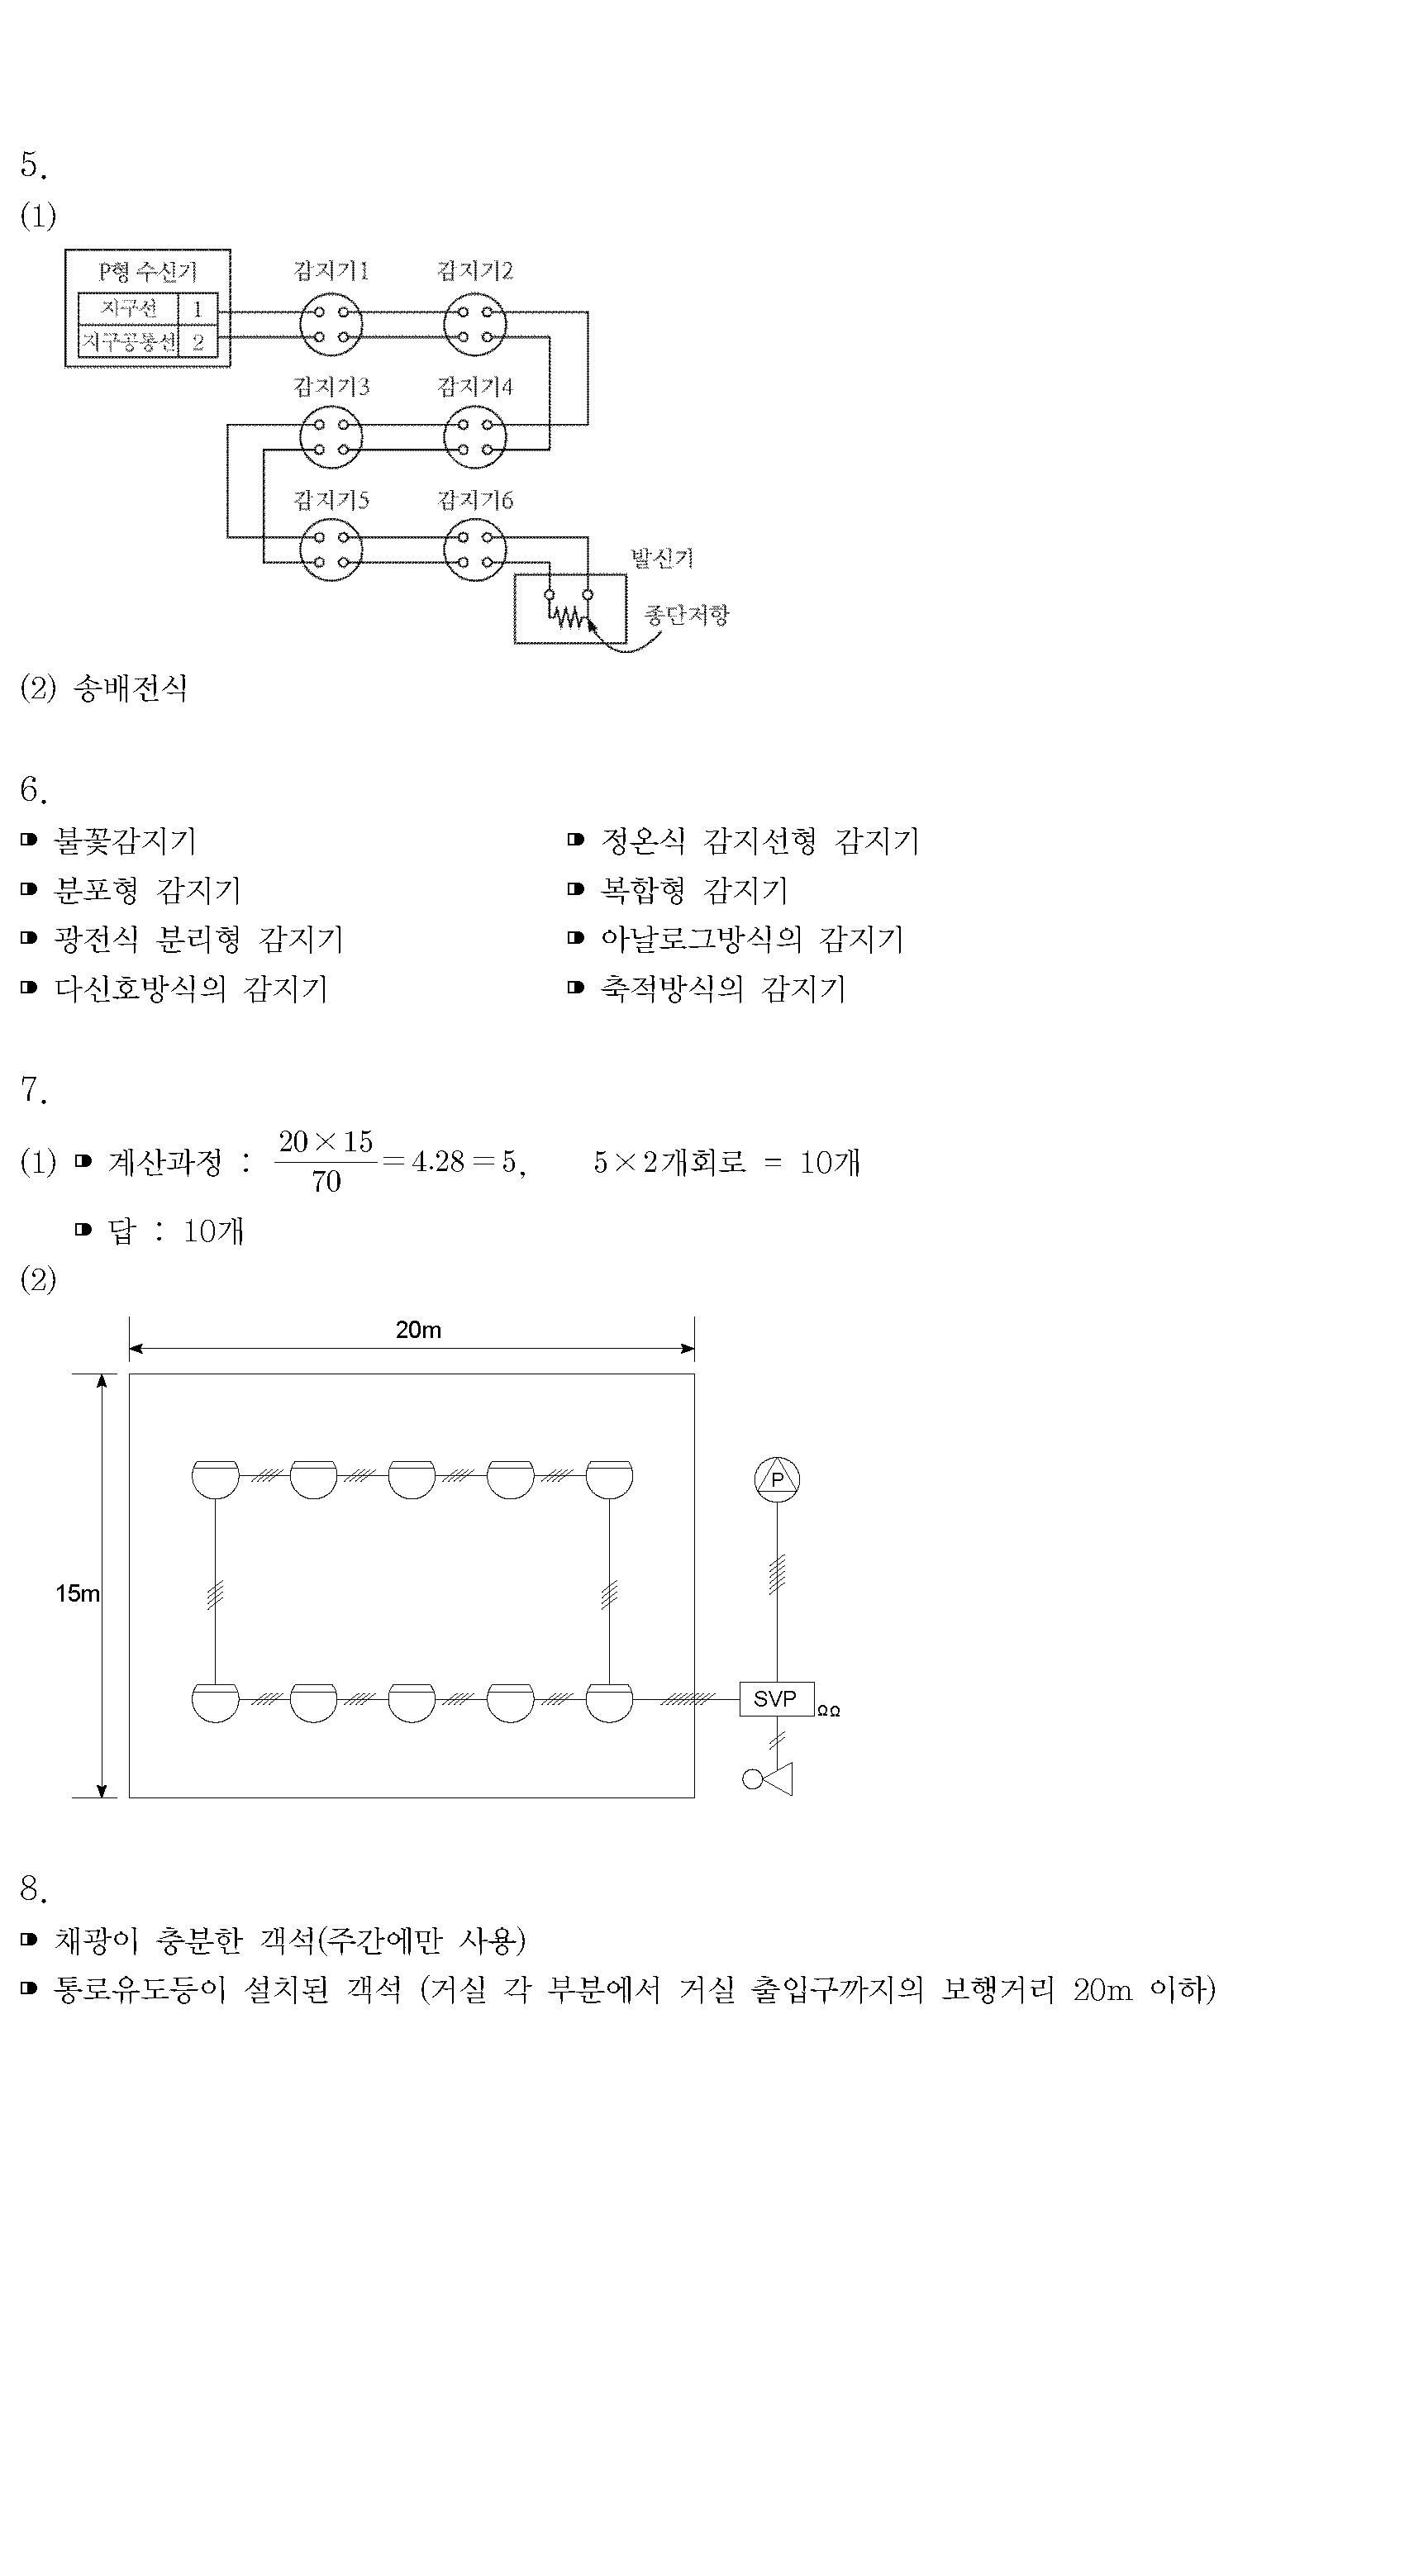 5.
(1)
P형 수신기
지구선 1
지구공통선 2
감지기1 감지기2
감지기3 감지기4
감지기5 감지기6
발신기
종단저항
(2) 송배전식
6.
불꽃감지기 정온식 감지선형 감지기
분포형 감지기 복합형 감지기
광전식 분리형 감지기 아날로그방식의 감지기
다신호방식의 감지기 축적방식의 감지기
7.
(1) 계산과정 : 20×15/70 = 4.28 = 5, 5×2개회로 = 10개
답 : 10개
(2)
20m
15m
P
SVP
ΩΩ
8.
채광이 충분한 객석(주간에만 사용)
통로유도등이 설치된 객석 (거실 각 부분에서 거실 출입구까지의 보행거리 20m 이하)